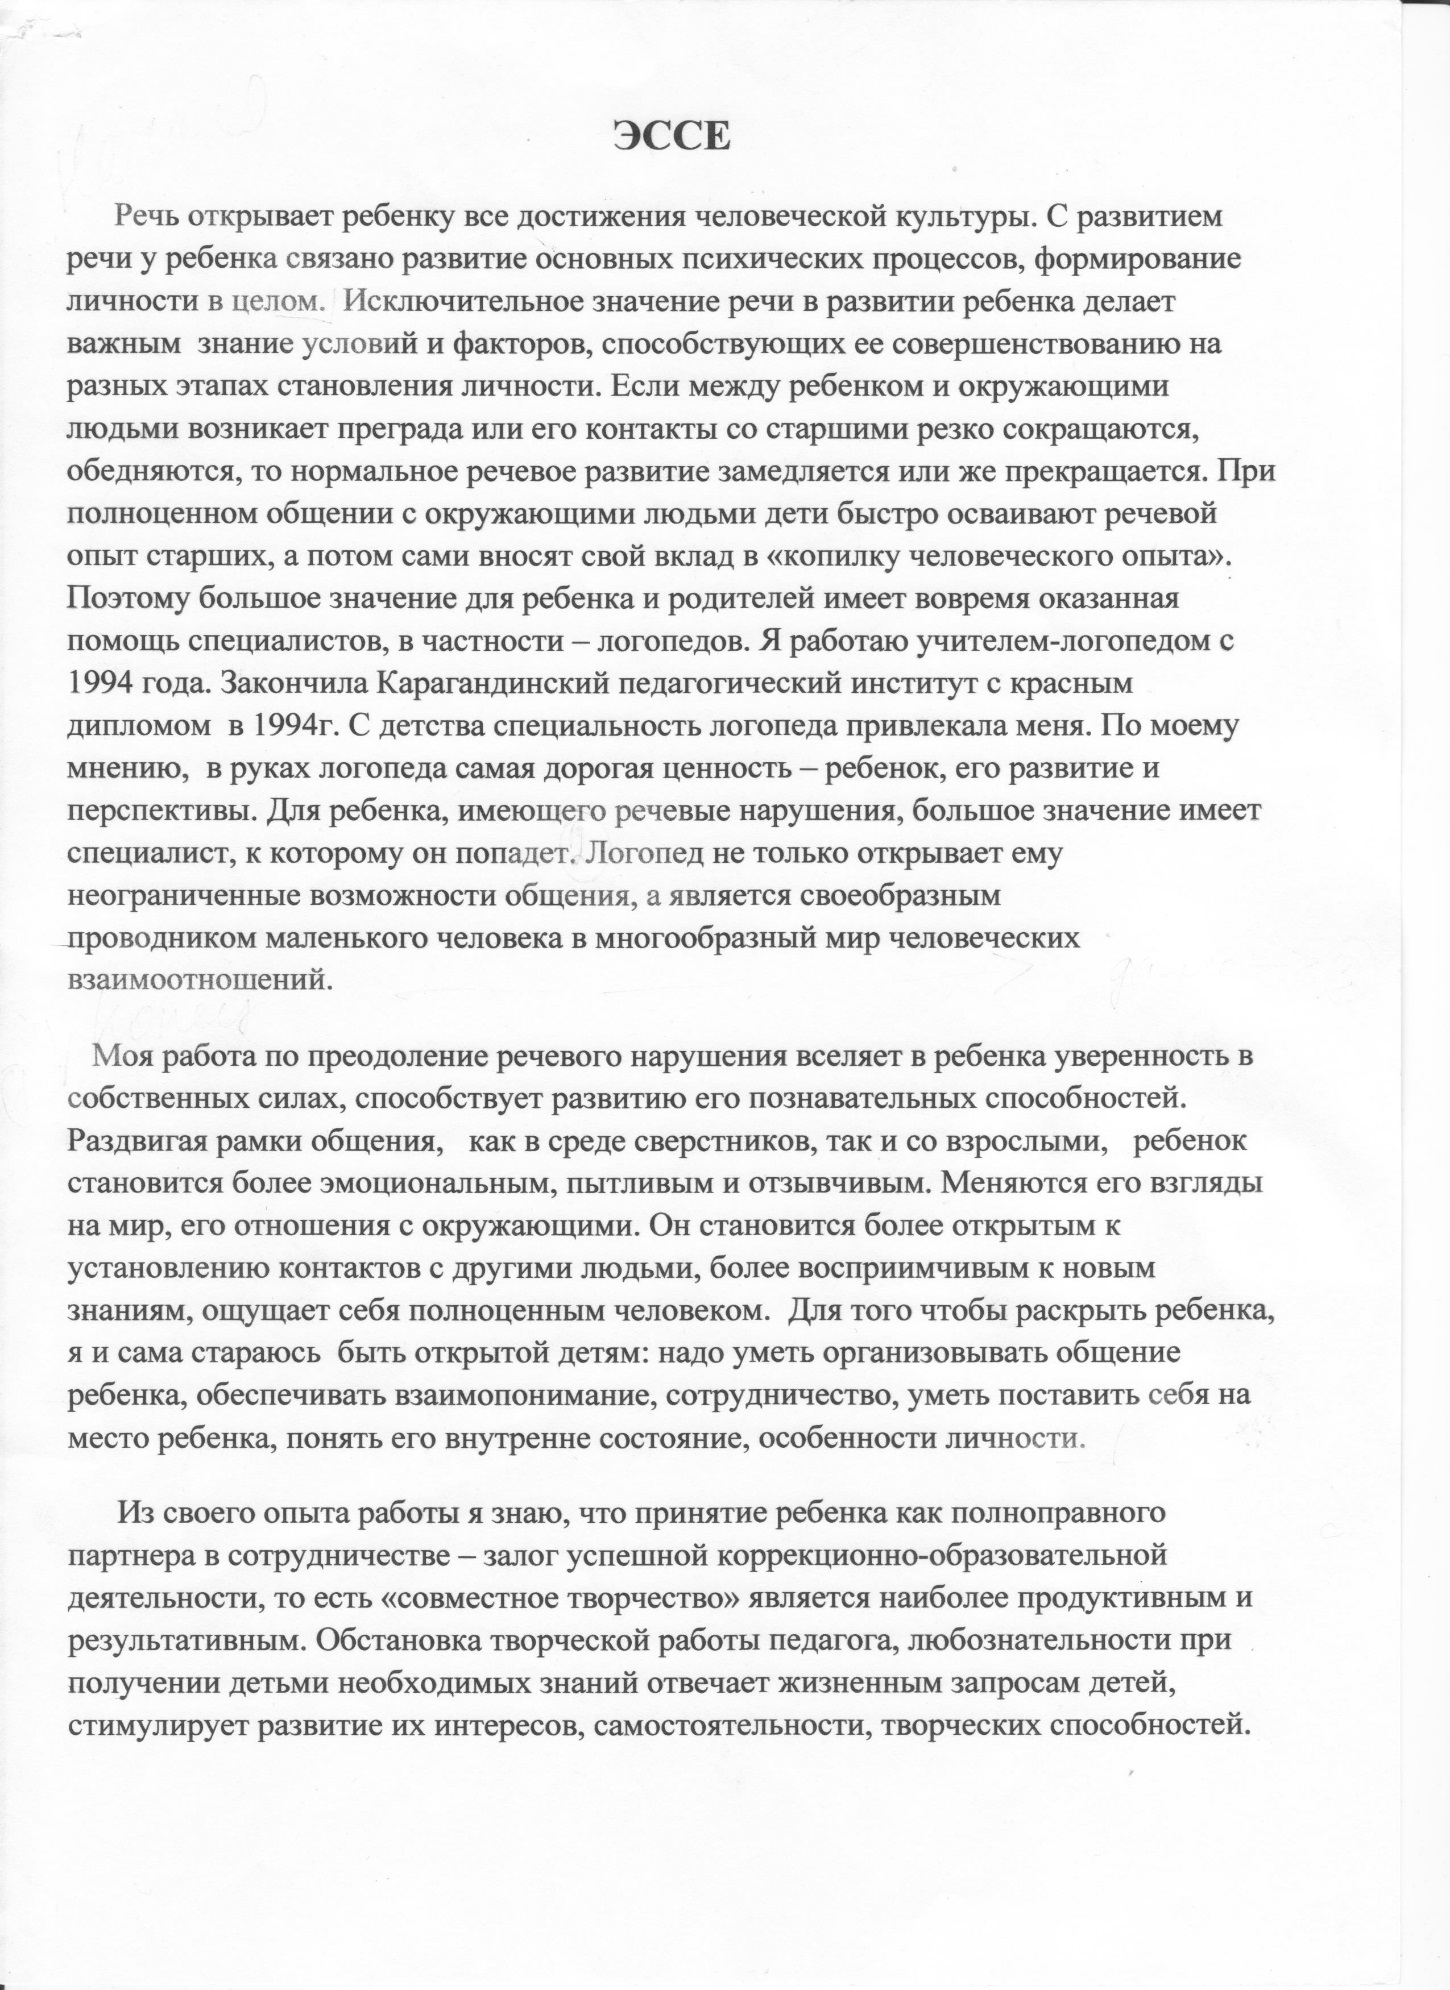 ЭССЕ
Речь открывает ребенку все достижения человеческой культуры. С развитием
речи у ребенка связано развитие основных психических процессов, формирование
личности в целом. Исключительное значение речи в развитии ребенка делает
важным знание условий и факторов, способствующих ее совершенствованию на
разных этапах становления личности. Если между ребенком и окружающими
людьми возникает преграда или его контакты со старшими резко сокращаются,
обедняются, то нормальное речевое развитие замедляется или же прекращается. При
полноценном общении с окружающими людьми дети быстро осваивают речевой
опыт старших, а потом сами вносят свой вклад в «копилку человеческого опыта».
Поэтому большое значение для ребенка и родителей имеет вовремя оказанная
помощь специалистов, в частности – логопедов. Я работаю учителем-логопедом с
1994 года. Закончила Карагандинский педагогический институт с красным
дипломом в 1994г. С детства специальность логопеда привлекала меня. По моему
мнению, в руках логопеда самая дорогая ценность – ребенок, его развитие и
перспективы. Для ребенка, имеющего речевые нарушения, большое значение имеет
специалист, к которому он попадет. Логопед не только открывает ему
неограниченные возможности общения, а является своеобразным
проводником маленького человека в многообразный мир человеческих
взаимоотношений.
Моя работа по преодоление речевого нарушения вселяет в ребенка уверенность в
собственных силах, способствует развитию его познавательных способностей.
Раздвигая рамки общения, как в среде сверстников, так и со взрослыми, ребенок
становится более эмоциональным, пытливым и отзывчивым. Меняются его взгляды
на мир, его отношения с окружающими. Он становится более открытым к
установлению контактов с другими людьми, более восприимчивым к новым
знаниям, ощущает себя полноценным человеком. Для того чтобы раскрыть ребенка,
я и сама стараюсь быть открытой детям: надо уметь организовывать общение
ребенка, обеспечивать взаимопонимание, сотрудничество, уметь поставить себя на
место ребенка, понять его внутренне состояние, особенности личности.
Из своего опыта работы я знаю, что принятие ребенка как полноправного
партнера в сотрудничестве – залог успешной коррекционно-образовательной
деятельности, то есть «совместное творчество» является наиболее продуктивным и
результативным. Обстановка творческой работы педагога, любознательности при
получении детьми необходимых знаний отвечает жизненным запросам детей,
стимулирует развитие их интересов, самостоятельности, творческих способностей.